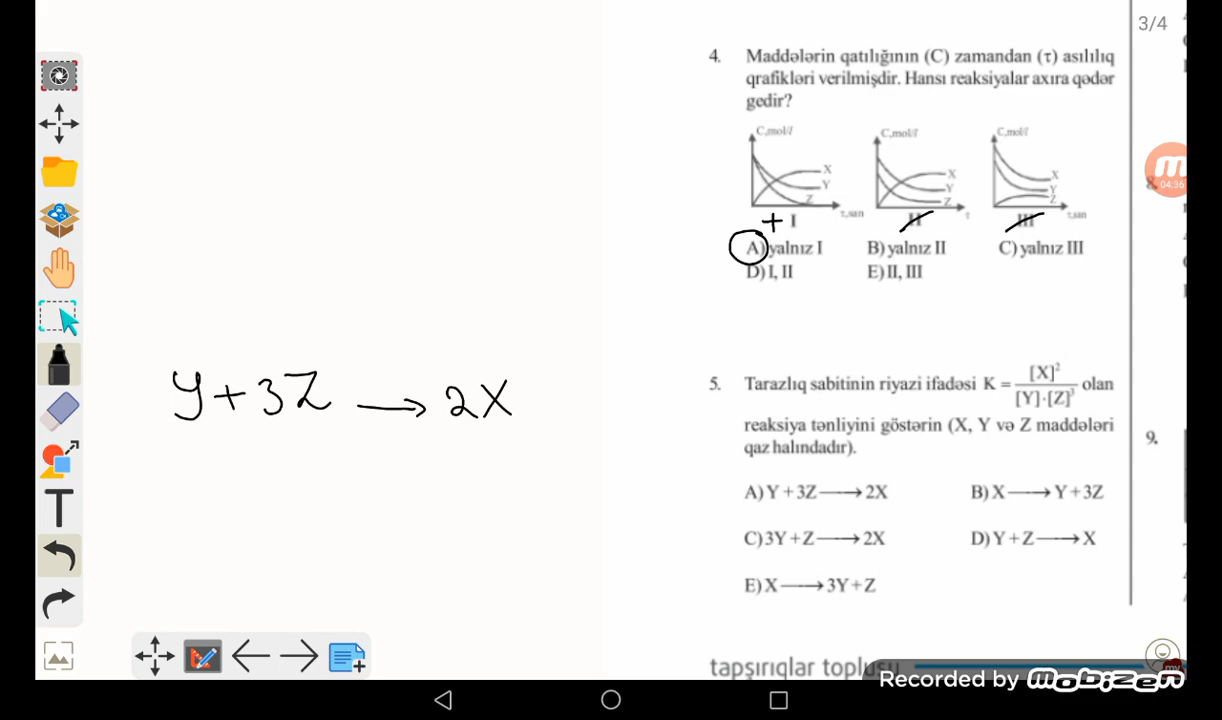 3/4
4. Maddələrin qatılığının (C) zamandan (τ) asılılıq
qrafikləri verilmişdir. Hansı reaksiyalar axıra qədər
gedir?
C,mol/l C,mol/l C,mol/l
X X X
Y Y Y
Z Z Z
τ,san τ τ,san
+ I II III
A) yalnız I B) yalnız II C) yalnız III
D) I, II E) II, III
04:36
Y + 3Z → 2X
5. Tarazlıq sabitinin riyazi ifadəsi K = [X]²/[Y]·[Z]³ olan
reaksiya tənliyini göstərin (X, Y və Z maddələri
qaz halındadır).
9.
A) Y + 3Z → 2X B) X → Y + 3Z
C) 3Y + Z → 2X D) Y + Z → X
E) X → 3Y + Z
T
tapşırıqlar toplusu
Recorded by mobizen